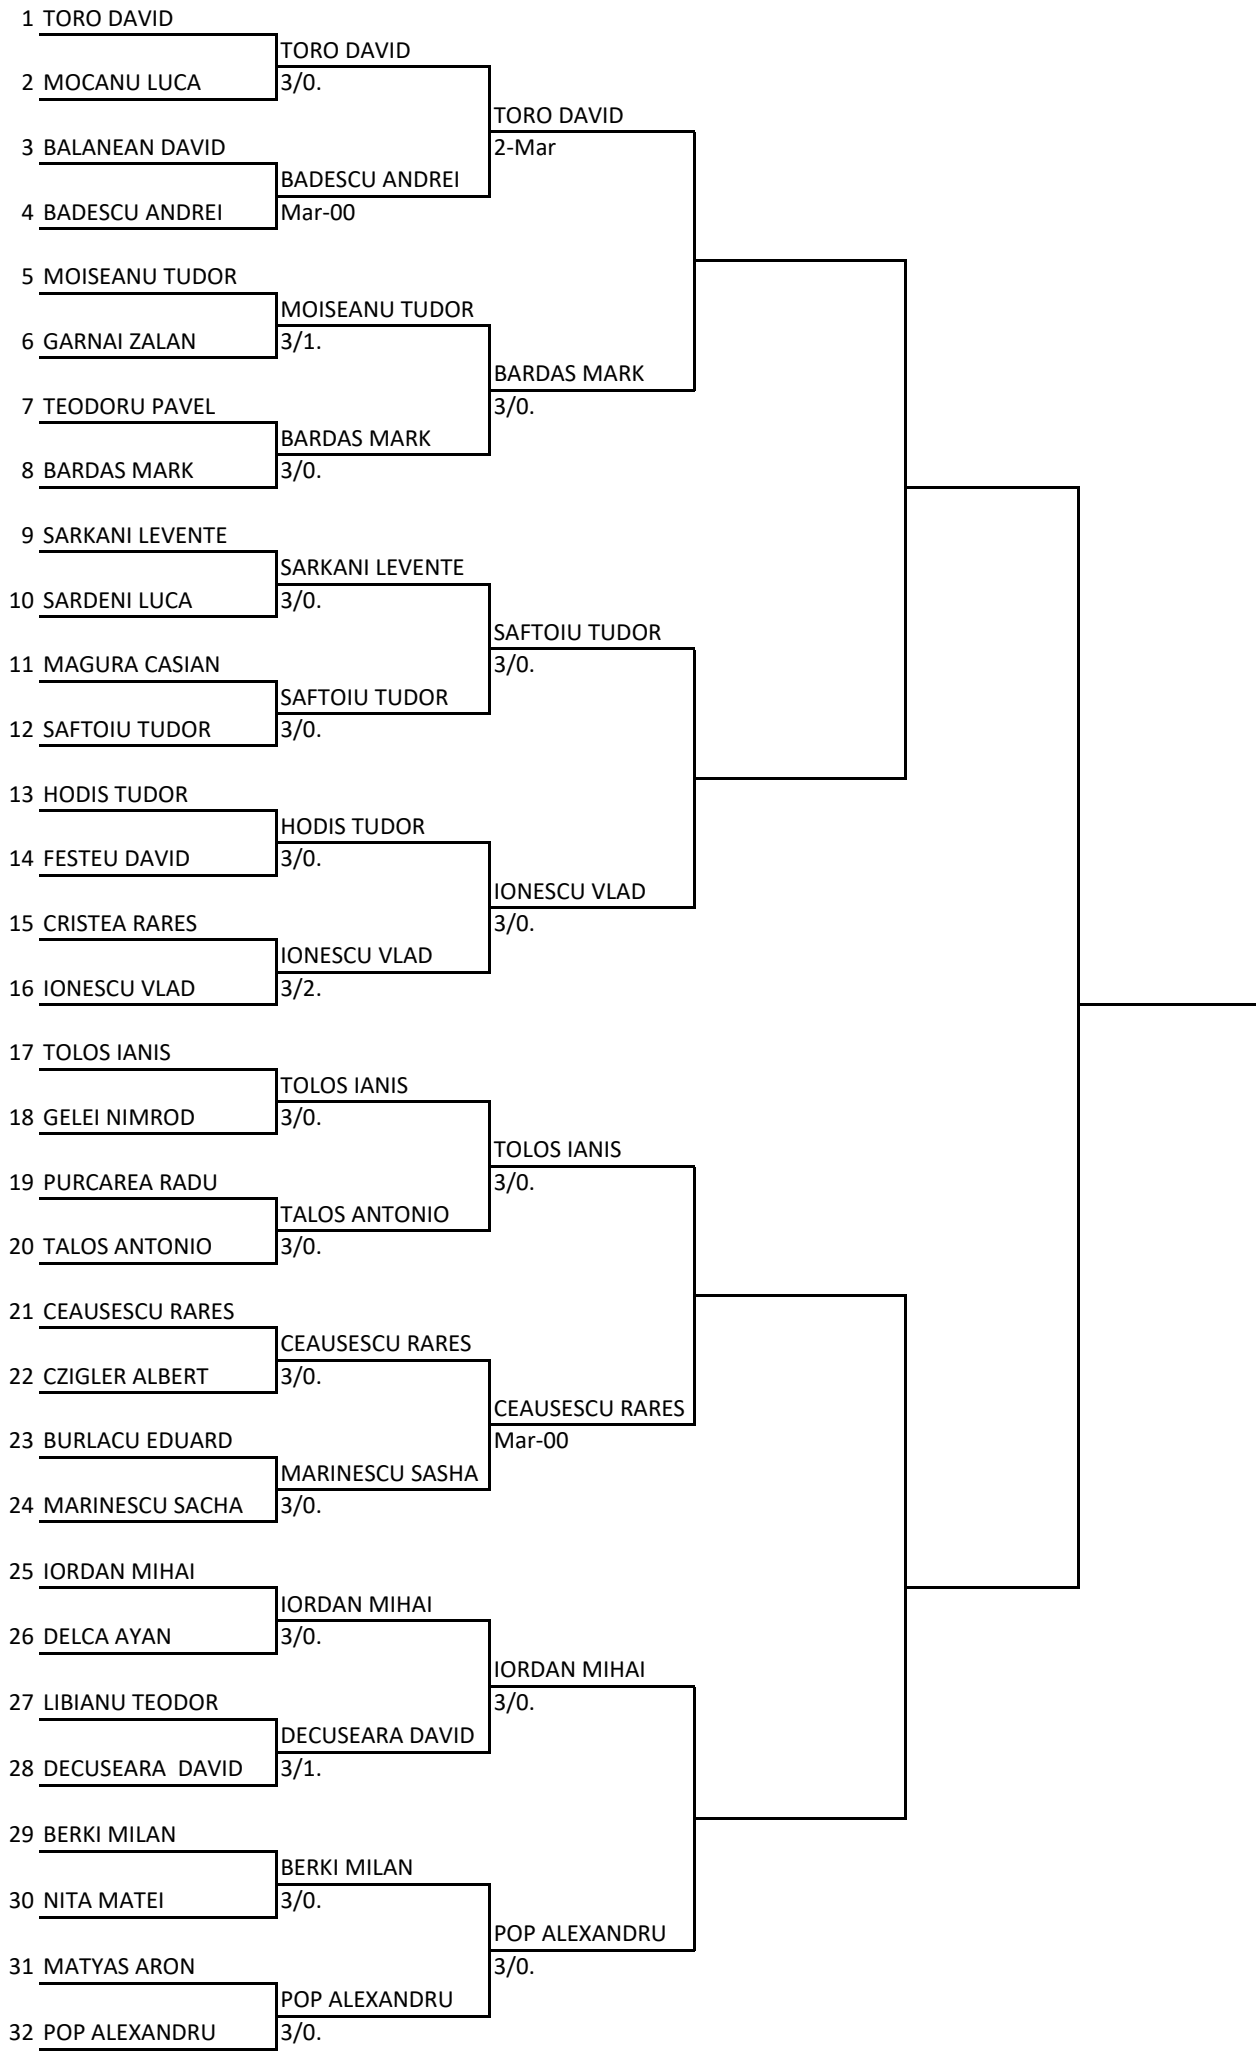 1 TORO DAVID
TORO DAVID
2 MOCANU LUCA 3/0.
TORO DAVID
3 BALANEAN DAVID 2-Mar
BADESCU ANDREI
4 BADESCU ANDREI Mar-00
5 MOISEANU TUDOR
MOISEANU TUDOR
6 GARNAI ZALAN 3/1.
BARDAS MARK
7 TEODORU PAVEL 3/0.
BARDAS MARK
8 BARDAS MARK 3/0.
9 SARKANI LEVENTE
SARKANI LEVENTE
10 SARDENI LUCA 3/0.
SAFTOIU TUDOR
11 MAGURA CASIAN 3/0.
SAFTOIU TUDOR
12 SAFTOIU TUDOR 3/0.
13 HODIS TUDOR
HODIS TUDOR
14 FESTEU DAVID 3/0.
IONESCU VLAD
15 CRISTEA RARES 3/0.
IONESCU VLAD
16 IONESCU VLAD 3/2.
17 TOLOS IANIS
TOLOS IANIS
18 GELEI NIMROD 3/0.
TOLOS IANIS
19 PURCAREA RADU 3/0.
TALOS ANTONIO
20 TALOS ANTONIO 3/0.
21 CEAUSESCU RARES
CEAUSESCU RARES
22 CZIGLER ALBERT 3/0.
CEAUSESCU RARES
23 BURLACU EDUARD Mar-00
MARINESCU SASHA
24 MARINESCU SACHA 3/0.
25 IORDAN MIHAI
IORDAN MIHAI
26 DELCA AYAN 3/0.
IORDAN MIHAI
27 LIBIANU TEODOR 3/0.
DECUSEARA DAVID
28 DECUSEARA  DAVID 3/1.
29 BERKI MILAN
BERKI MILAN
30 NITA MATEI 3/0.
POP ALEXANDRU
31 MATYAS ARON 3/0.
POP ALEXANDRU
32 POP ALEXANDRU 3/0.